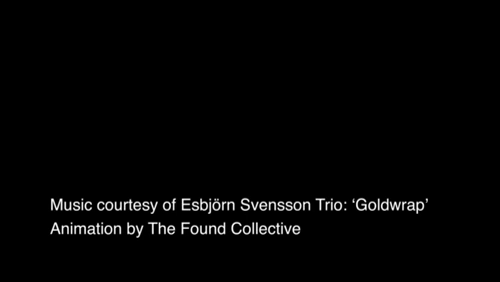 Music courtesy of Esbjörn Svensson Trio: ‘Goldwrap’
Animation by The Found Collective